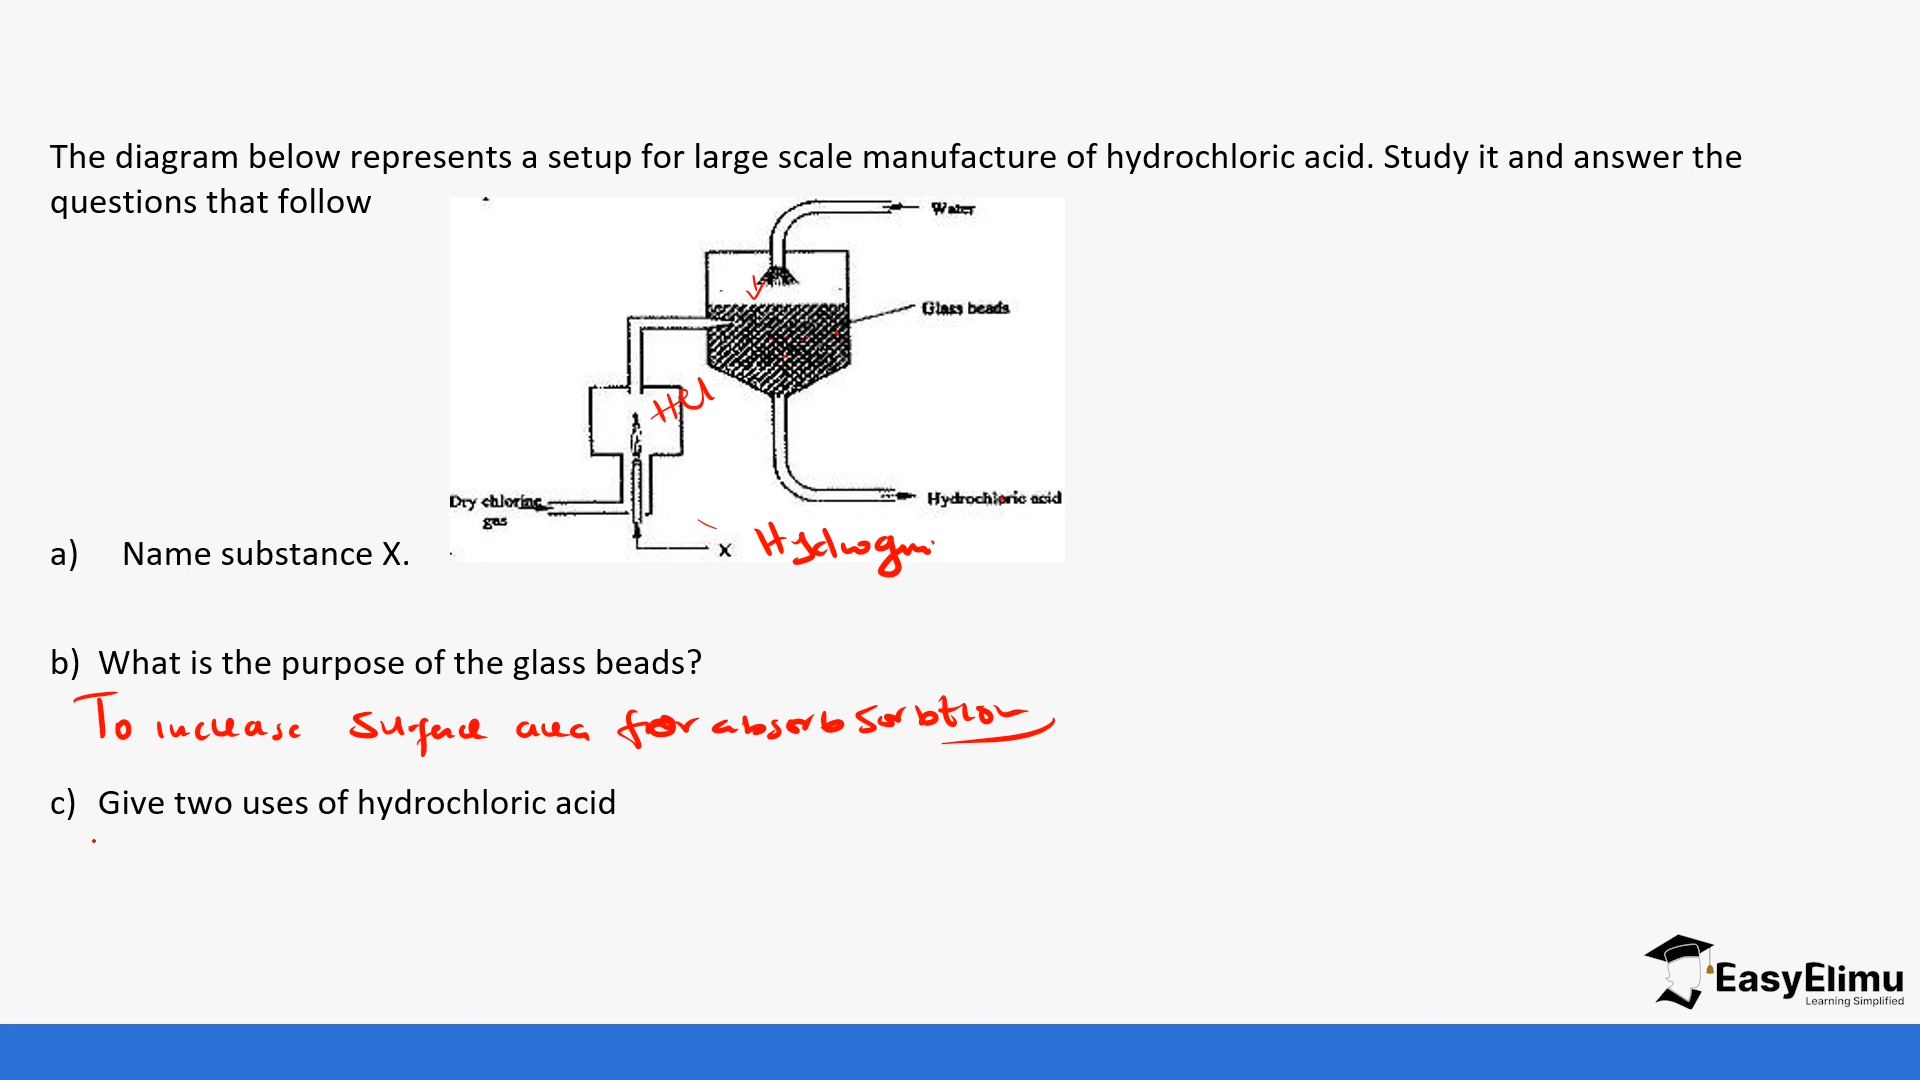 The diagram below represents a setup for large scale manufacture of hydrochloric acid. Study it and answer the
questions that follow
Water
Glass beads
HCl
Dry chlorine
gas
Hydrochloric acid
X Hydrogen
a) Name substance X.
b) What is the purpose of the glass beads?
To increase surface area for absorbsorbtion
c) Give two uses of hydrochloric acid
EasyElimu
Learning Simplified